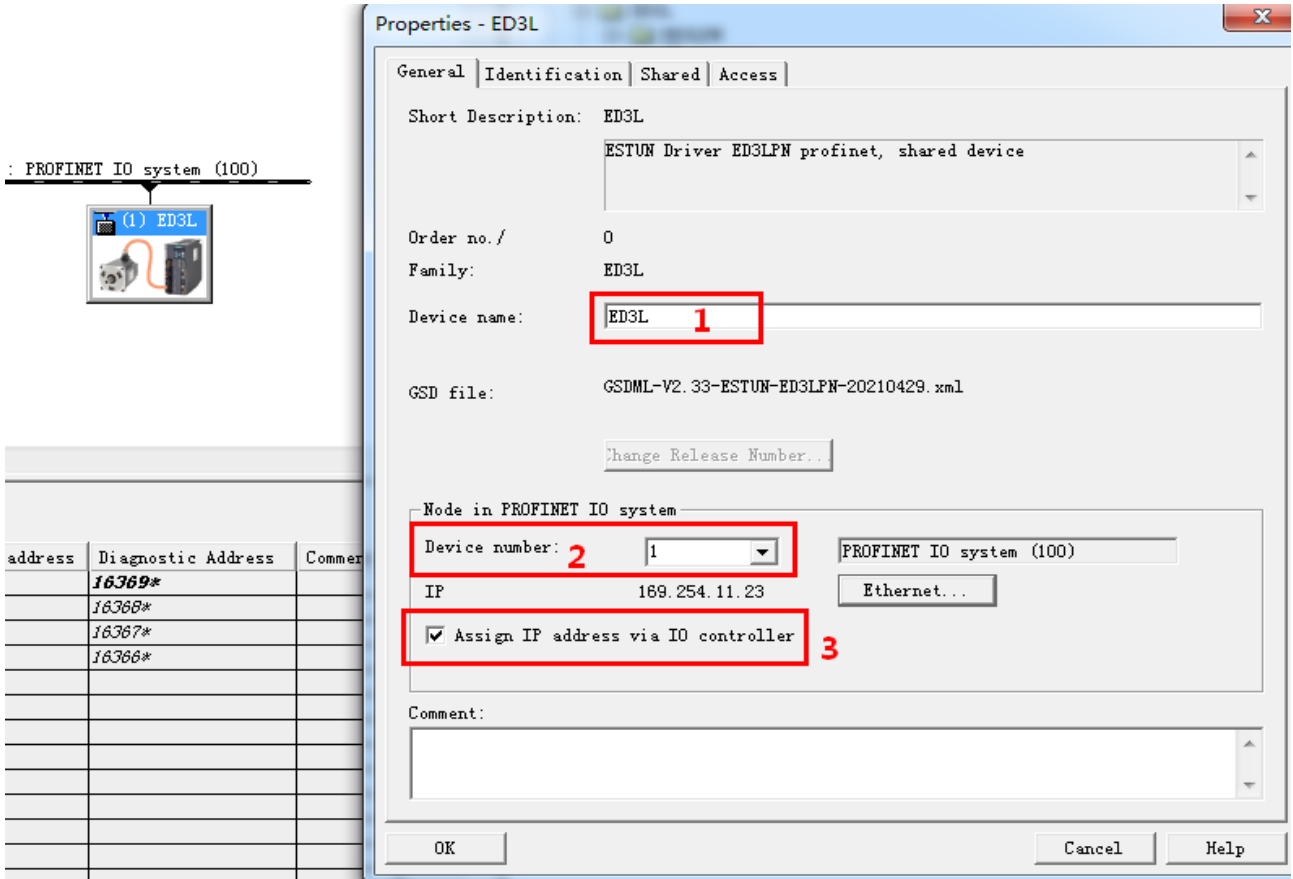 Properties - ED3L
General Identification Shared Access
Short Description: ED3L
ESTUN Driver ED3LPN profinet, shared device
: PROFINET IO system (100)
(1) ED3L
Order no./ 0
Family: ED3L
Device name: ED3L 1
GSD file: GSDML-V2.33-ESTUN-ED3LPN-20210429.xml
Change Release Number...
Node in PROFINET IO system
Device number: 2 1 PROFINET IO system (100)
IP 169.254.11.23 Ethernet...
Assign IP address via IO controller 3
address Diagnostic Address Commen
16369*
16368*
16367*
16366*
Comment:
OK Cancel Help